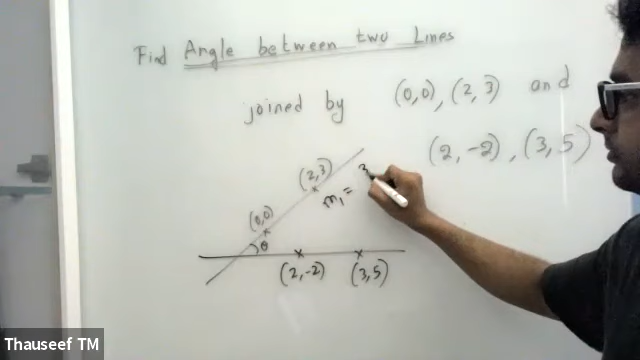 Find Angle between two Lines
joined by (0,0), (2,3) and
(2,-2), (3,5)
(2,3)
m₁ = 3
(0,0)
θ
(2,-2) (3,5)
Thauseef TM